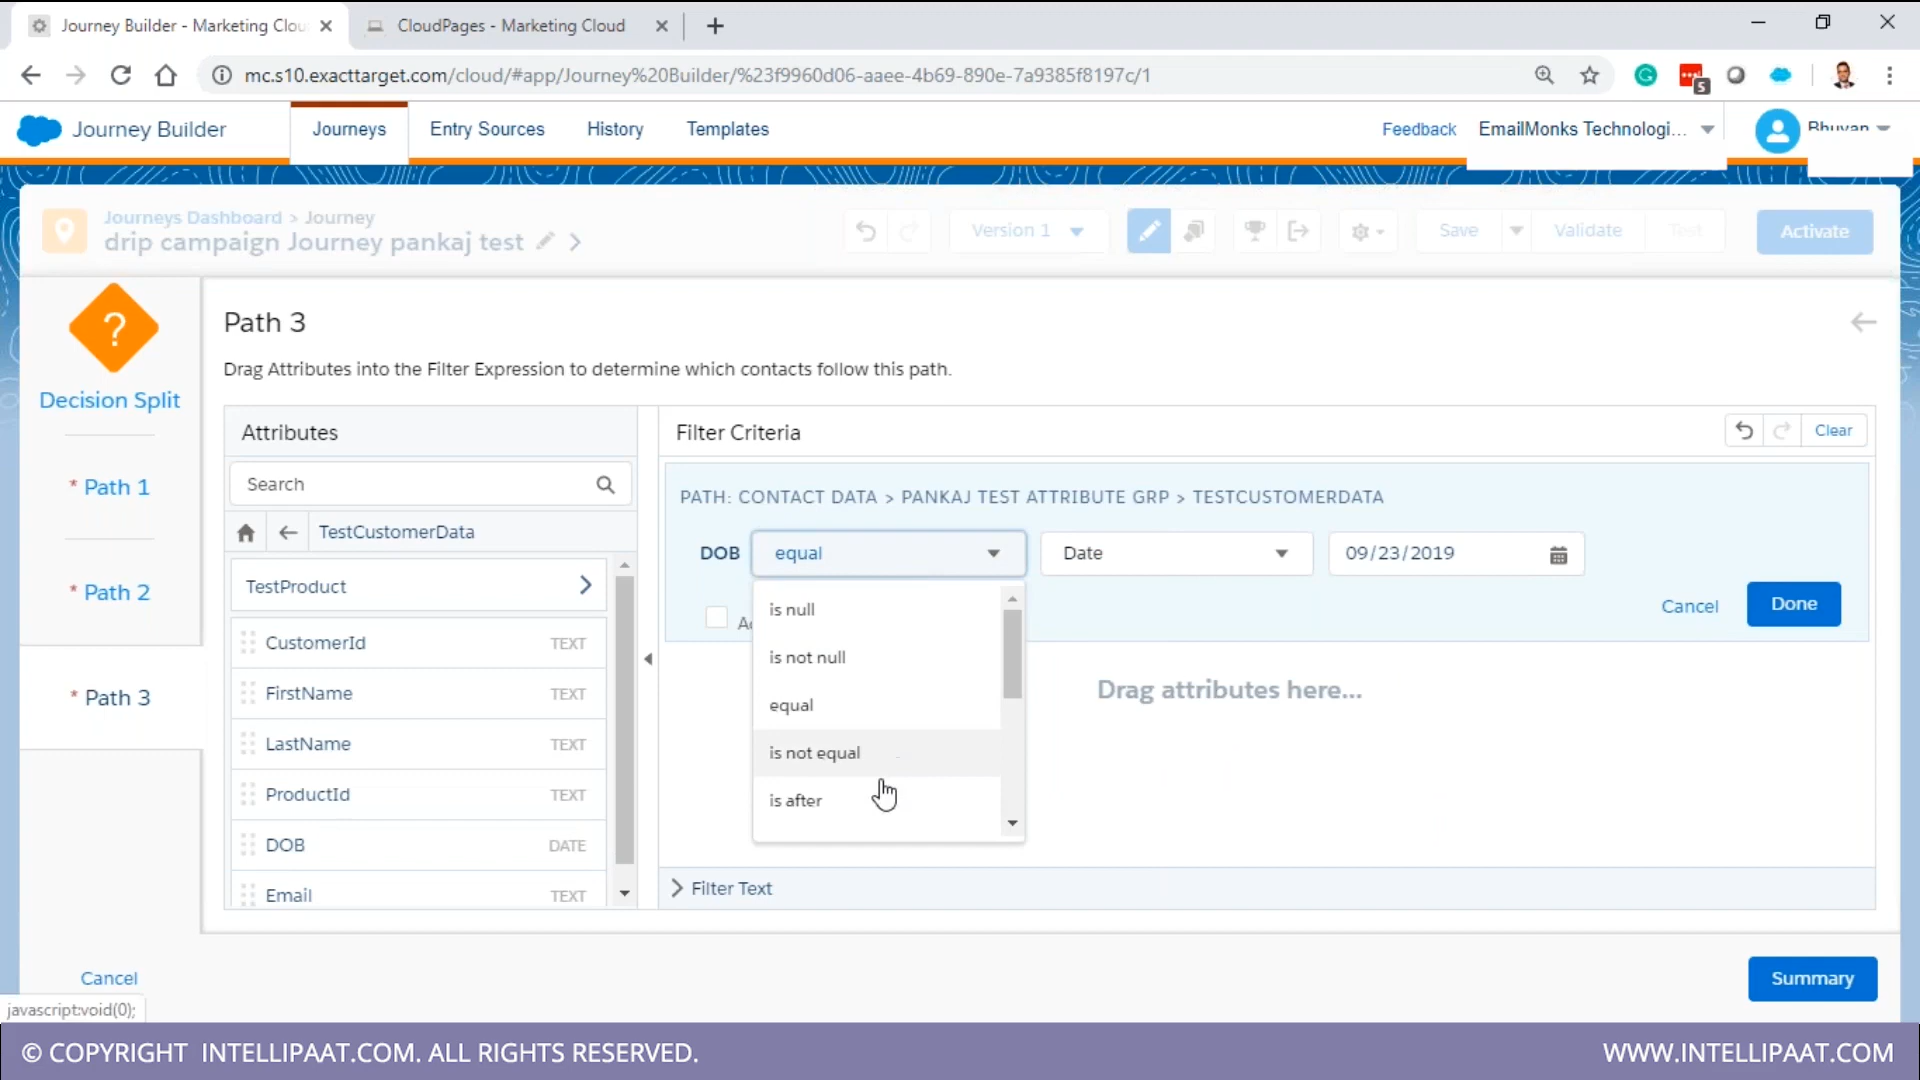 Journey Builder - Marketing Clou
CloudPages - Marketing Cloud
mc.s10.exacttarget.com/cloud/#app/Journey%20Builder/%23f9960d06-aaee-4b69-890e-7a9385f8197c/1
S
Journey Builder
Journeys
Entry Sources
History
Templates
Feedback
EmailMonks Technologi...
Bhuvan
Journeys Dashboard > Journey
drip campaign Journey pankaj test
Version 1
Save
Validate
Test
Activate
?
Decision Split
* Path 1
* Path 2
* Path 3
Path 3
Drag Attributes into the Filter Expression to determine which contacts follow this path.
Attributes
Search
TestCustomerData
TestProduct
CustomerId TEXT
FirstName TEXT
LastName TEXT
ProductId TEXT
DOB DATE
Email TEXT
Filter Criteria
Clear
PATH: CONTACT DATA > PANKAJ TEST ATTRIBUTE GRP > TESTCUSTOMERDATA
DOB equal Date 09/23/2019
Cancel Done
is null
is not null
equal
is not equal
is after
Drag attributes here...
Filter Text
Cancel
Summary
javascript:void(0);
© COPYRIGHT INTELLIPAAT.COM. ALL RIGHTS RESERVED.
WWW.INTELLIPAAT.COM